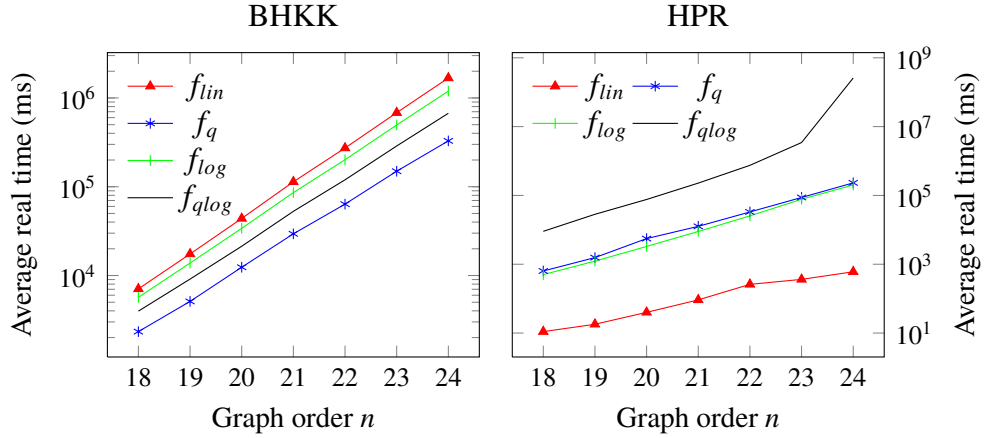 BHKK
Average real time (ms)
10^6
10^5
10^4
f_lin
f_q
f_log
f_qlog
18 19 20 21 22 23 24
Graph order n
HPR
f_lin f_q
f_log f_qlog
10^9
10^7
10^5
10^3
10^1
Average real time (ms)
18 19 20 21 22 23 24
Graph order n